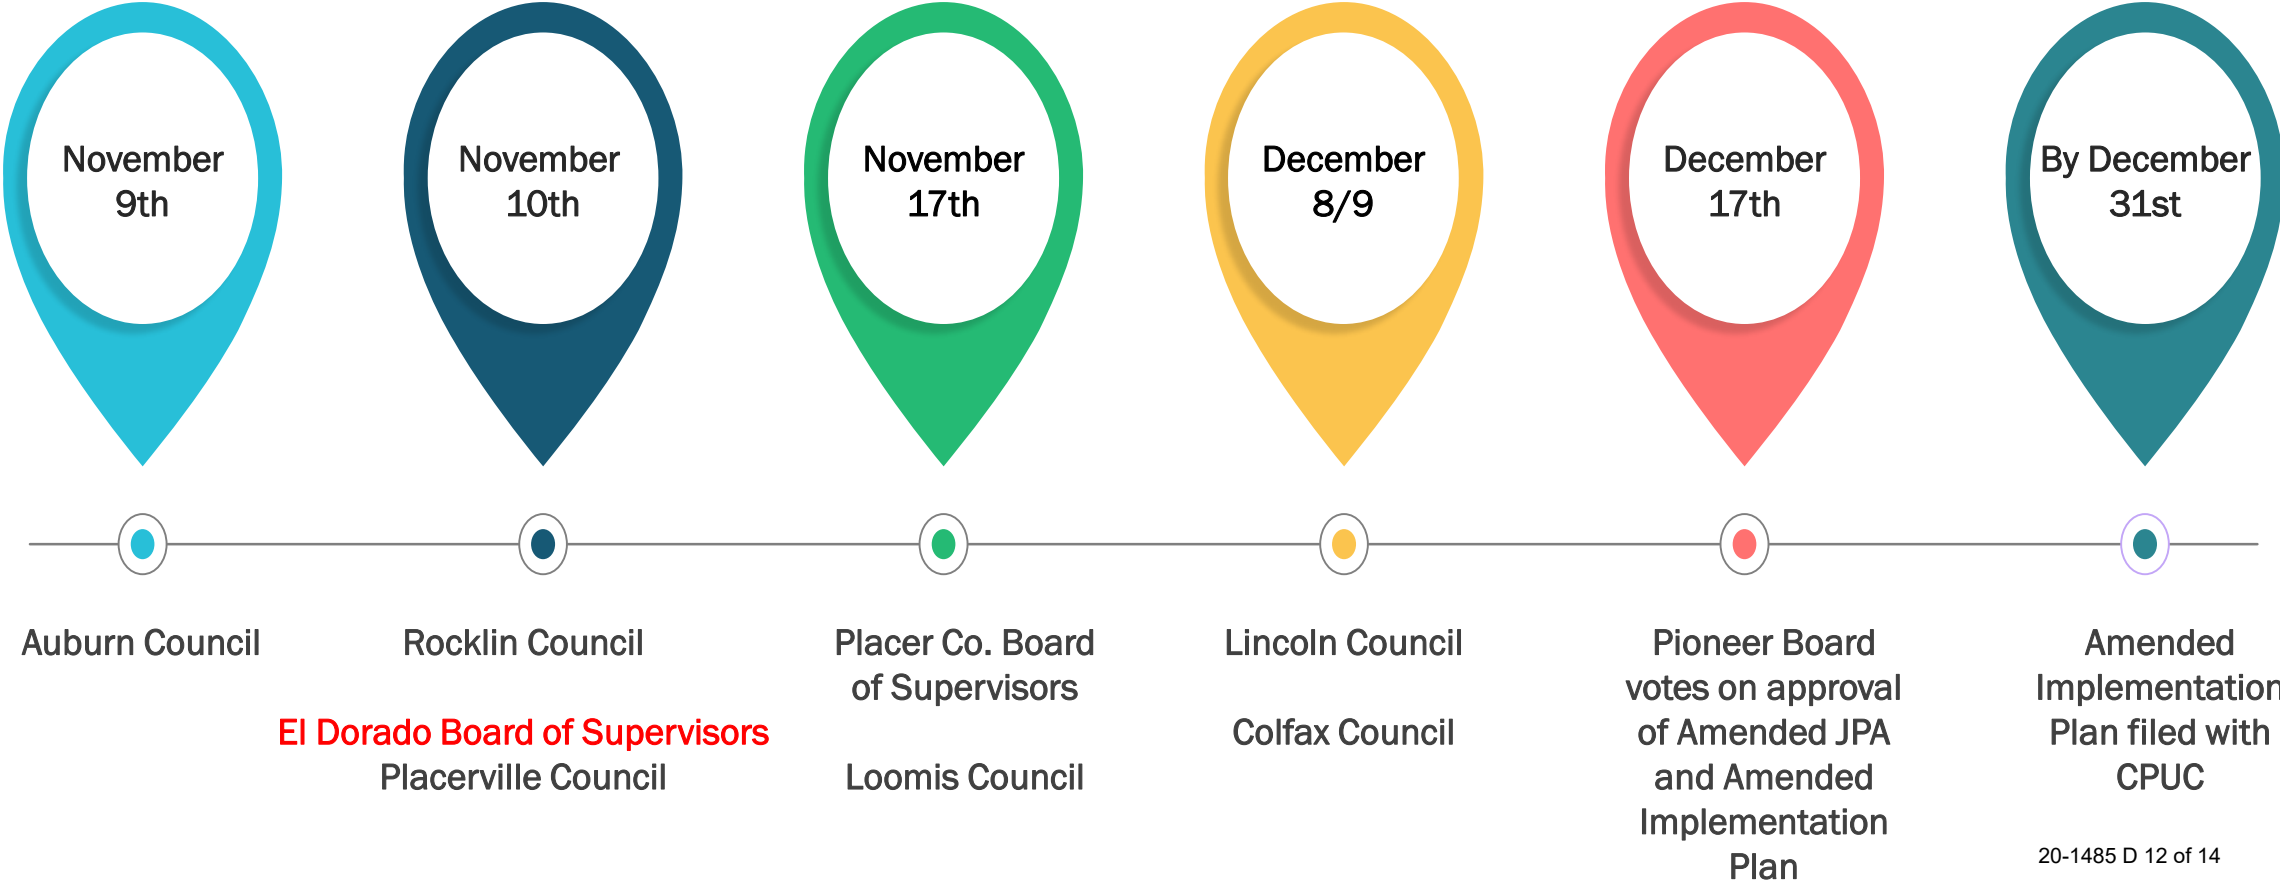 November
9th
November
10th
November
17th
December
8/9
December
17th
By December
31st
Auburn Council
Rocklin Council
El Dorado Board of Supervisors
Placerville Council
Placer Co. Board
of Supervisors
Loomis Council
Lincoln Council
Colfax Council
Pioneer Board
votes on approval
of Amended JPA
and Amended
Implementation
Plan
Amended
Implementation
Plan filed with
CPUC
20-1485 D 12 of 14